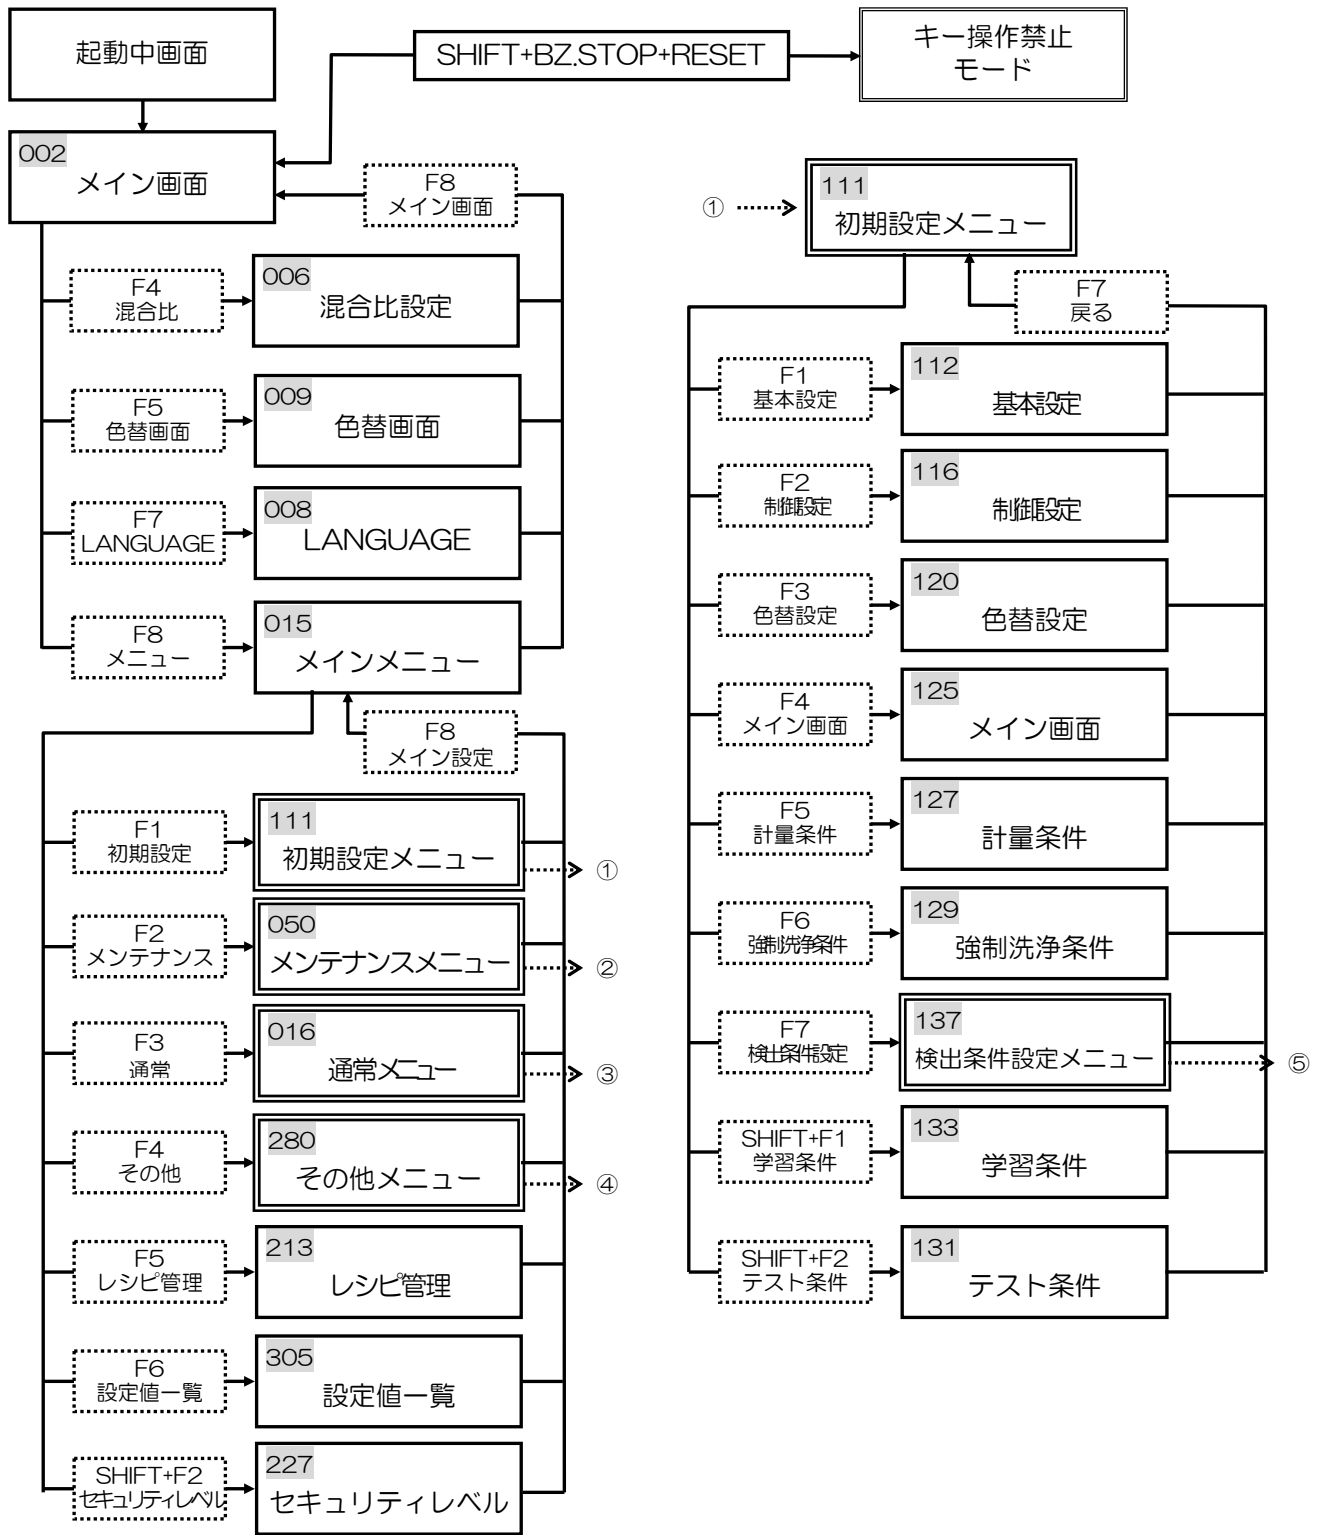 起動中画面
SHIFT+BZ.STOP+RESET
キー操作禁止
モード
002
メイン画面
F8
メイン画面
F4
混合比
006
混合比設定
F5
色替画面
009
色替画面
F7
LANGUAGE
008
LANGUAGE
F8
メニュー
015
メインメニュー
F8
メイン設定
F1
初期設定
111
初期設定メニュー
①
F2
メンテナンス
050
メンテナンスメニュー
②
F3
通常
016
通常メニュー
③
F4
その他
280
その他メニュー
④
F5
レシピ管理
213
レシピ管理
F6
設定値一覧
305
設定値一覧
SHIFT+F2
セキュリティレベル
227
セキュリティレベル
①
111
初期設定メニュー
F7
戻る
F1
基本設定
112
基本設定
F2
制御設定
116
制御設定
F3
色替設定
120
色替設定
F4
メイン画面
125
メイン画面
F5
計量条件
127
計量条件
F6
強制洗浄条件
129
強制洗浄条件
F7
検出条件設定
137
検出条件設定メニュー
⑤
SHIFT+F1
学習条件
133
学習条件
SHIFT+F2
テスト条件
131
テスト条件